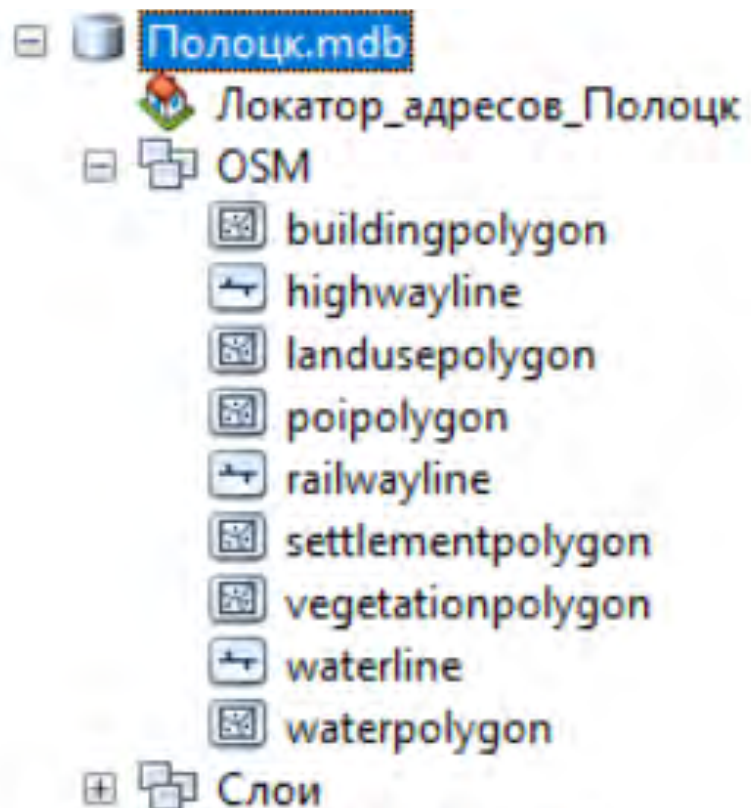 Полоцк.mdb
Локатор_адресов_Полоцк
OSM
buildingpolygon
highwayline
landusepolygon
poipolygon
railwayline
settlementpolygon
vegetationpolygon
waterline
waterpolygon
Слои